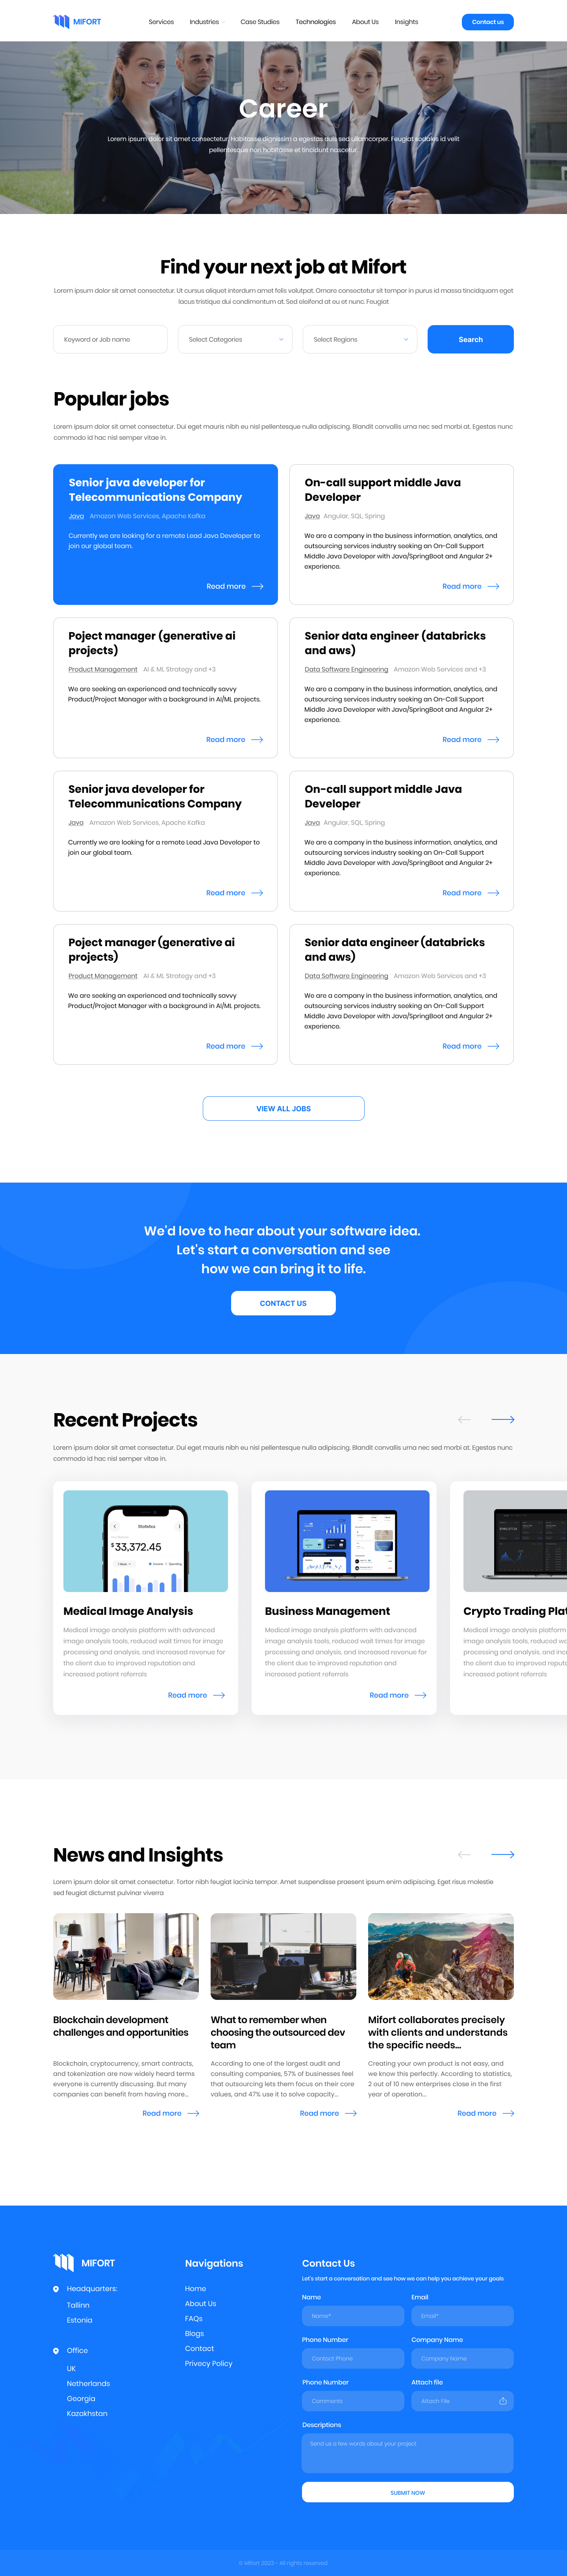 MIFORT
Services Industries Case Studies Technologies About Us Insights
Contact us
Career
Lorem ipsum dolor sit amet consectetur. Habitasse dignissim a egestas duis sed ullamcorper. Feugiat sodales id velit
pellentesque non habitasse et tincidunt nascetur.
Find your next job at Mifort
Lorem ipsum dolor sit amet consectetur. Ut cursus aliquet interdum amet felis volutpat. Ornare consectetur sit tempor in purus id massa tincidquam eget
lacus tristique dui condimentum at. Sed eleifend at eu et nunc. Feugiat
Keyword or Job name
Select Categories
Select Regions
Search
Popular jobs
Lorem ipsum dolor sit amet consectetur. Dui eget mauris nibh eu nisl pellentesque nulla adipiscing. Blandit convallis urna nec sed morbi at. Egestas nunc
commodo id hac nisl semper vitae in.
Senior java developer for
Telecommunications Company
Java Amazon Web Services, Apache Kafka
Currently we are looking for a remote Lead Java Developer to
join our global team.
Read more
On-call support middle Java
Developer
Java Angular, SQL, Spring
We are a company in the business information, analytics, and
outsourcing services industry seeking an On-Call Support
Middle Java Developer with Java/SpringBoot and Angular 2+
experience.
Read more
Poject manager (generative ai
projects)
Product Management AI & ML Strategy and +3
We are seeking an experienced and technically savvy
Product/Project Manager with a background in AI/ML projects.
Read more
Senior data engineer (databricks
and aws)
Data Software Engineering Amazon Web Services and +3
We are a company in the business information, analytics, and
outsourcing services industry seeking an On-Call Support
Middle Java Developer with Java/SpringBoot and Angular 2+
experience.
Read more
Senior java developer for
Telecommunications Company
Java Amazon Web Services, Apache Kafka
Currently we are looking for a remote Lead Java Developer to
join our global team.
Read more
On-call support middle Java
Developer
Java Angular, SQL, Spring
We are a company in the business information, analytics, and
outsourcing services industry seeking an On-Call Support
Middle Java Developer with Java/SpringBoot and Angular 2+
experience.
Read more
Poject manager (generative ai
projects)
Product Management AI & ML Strategy and +3
We are seeking an experienced and technically savvy
Product/Project Manager with a background in AI/ML projects.
Read more
Senior data engineer (databricks
and aws)
Data Software Engineering Amazon Web Services and +3
We are a company in the business information, analytics, and
outsourcing services industry seeking an On-Call Support
Middle Java Developer with Java/SpringBoot and Angular 2+
experience.
Read more
VIEW ALL JOBS
We'd love to hear about your software idea.
Let's start a conversation and see
how we can bring it to life.
CONTACT US
Recent Projects
Lorem ipsum dolor sit amet consectetur. Dui eget mauris nibh eu nisl pellentesque nulla adipiscing. Blandit convallis urna nec sed morbi at. Egestas nunc
commodo id hac nisl semper vitae in.
Statistics
$33,372.45
Income Spending
Medical Image Analysis
Medical image analysis platform with advanced
image analysis tools, reduced wait times for image
processing and analysis, and increased revenue for
the client due to improved reputation and
increased patient referrals
Read more
Business Management
Medical image analysis platform with advanced
image analysis tools, reduced wait times for image
processing and analysis, and increased revenue for
the client due to improved reputation and
increased patient referrals
Read more
Crypto Trading Plat
Medical image analysis platform
image analysis tools, reduced wa
processing and analysis, and incr
the client due to improved reputa
increased patient referrals
News and Insights
Lorem ipsum dolor sit amet consectetur. Tortor nibh feugiat lacinia tempor. Amet suspendisse praesent ipsum enim adipiscing. Eget risus molestie
sed feugiat dictumst pulvinar viverra
Blockchain development
challenges and opportunities
Blockchain, cryptocurrency, smart contracts,
and tokenization are now widely heard terms
everyone is currently discussing. But many
companies can benefit from having more...
Read more
What to remember when
choosing the outsourced dev
team
According to one of the largest audit and
consulting companies, 57% of businesses feel
that outsourcing lets them focus on their core
values, and 47% use it to solve capacity...
Read more
Mifort collaborates precisely
with clients and understands
the specific needs...
Creating your own product is not easy, and
we know this perfectly. According to statistics,
2 out of 10 new enterprises close in the first
year of operation...
Read more
MIFORT
Headquarters:
Tallinn
Estonia
Office
UK
Netherlands
Georgia
Kazakhstan
Navigations
Home
About Us
FAQs
Blogs
Contact
Privecy Policy
Contact Us
Let's start a conversation and see how we can help you achieve your goals
Name Email
Name* Email*
Phone Number Company Name
Contact Phone Company Name
Phone Number Attach file
Comments Attach File
Descriptions
Send us a few words about your project
SUBMIT NOW
© Mifort 2023– All rights reserved